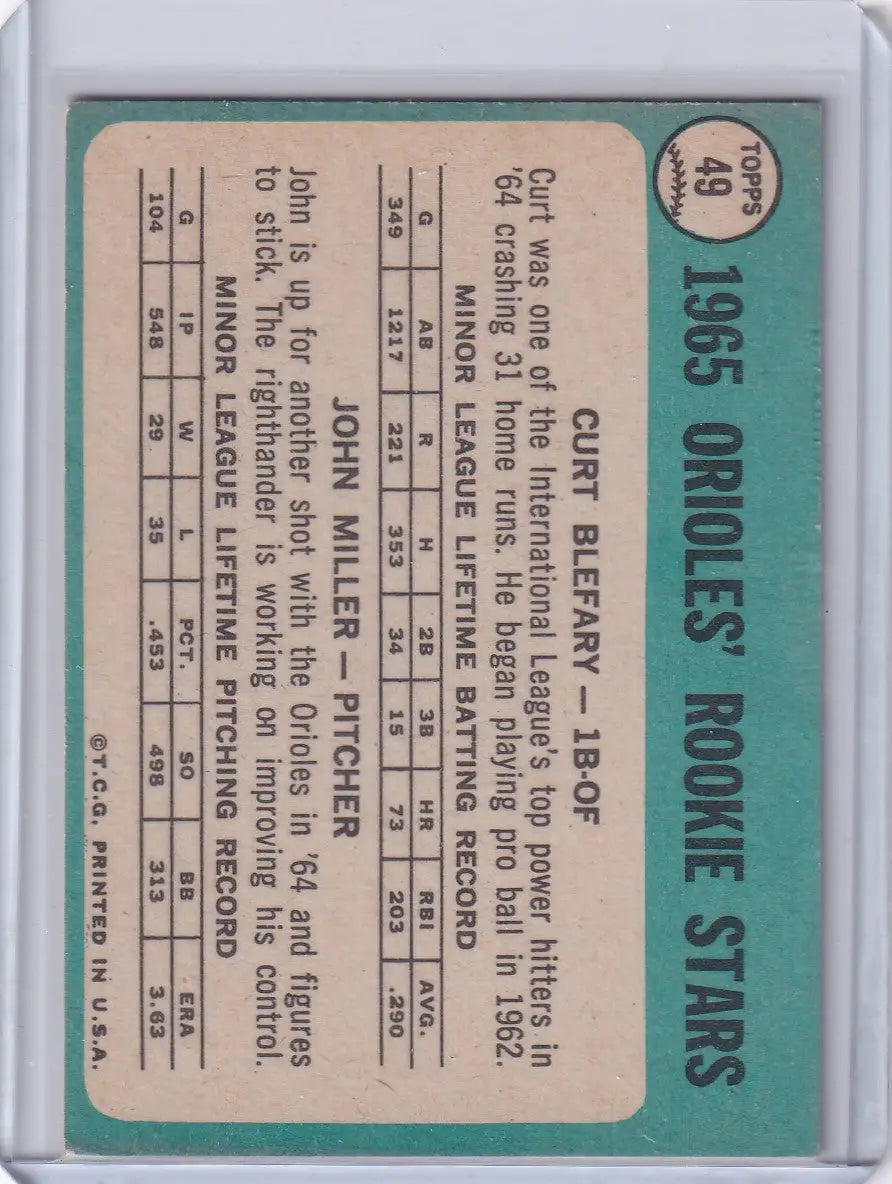 TOPPS
49
1965 ORIOLES' ROOKIE STARS
CURT BLEFARY — 1B-OF
Curt was one of the International League's top power hitters in
'64 crashing 31 home runs. He began playing pro ball in 1962.
MINOR LEAGUE LIFETIME BATTING RECORD
G AB R H 2B 3B HR RBI AVG.
349 1217 221 353 34 15 73 203 .290
JOHN MILLER — PITCHER
John is up for another shot with the Orioles in '64 and figures
to stick. The righthander is working on improving his control.
MINOR LEAGUE LIFETIME PITCHING RECORD
G IP W L PCT. SO BB ERA
104 548 29 35 .453 498 313 3.63
©T.C.G. PRINTED IN U.S.A.